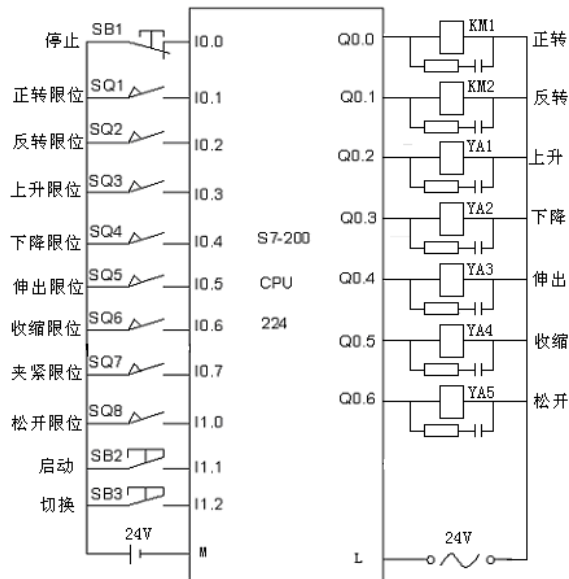 停止 SB1 I0.0 Q0.0 KM1 正转
正转限位 SQ1 I0.1 Q0.1 KM2 反转
反转限位 SQ2 I0.2 Q0.2 YA1 上升
上升限位 SQ3 I0.3 Q0.3 YA2 下降
下降限位 SQ4 I0.4 S7-200 Q0.4 YA3 伸出
伸出限位 SQ5 I0.5 CPU
收缩限位 SQ6 I0.6 224 Q0.5 YA4 收缩
夹紧限位 SQ7 I0.7 Q0.6 YA5 松开
松开限位 SQ8 I1.0
启动 SB2 I1.1
切换 SB3 I1.2
24V M L 24V